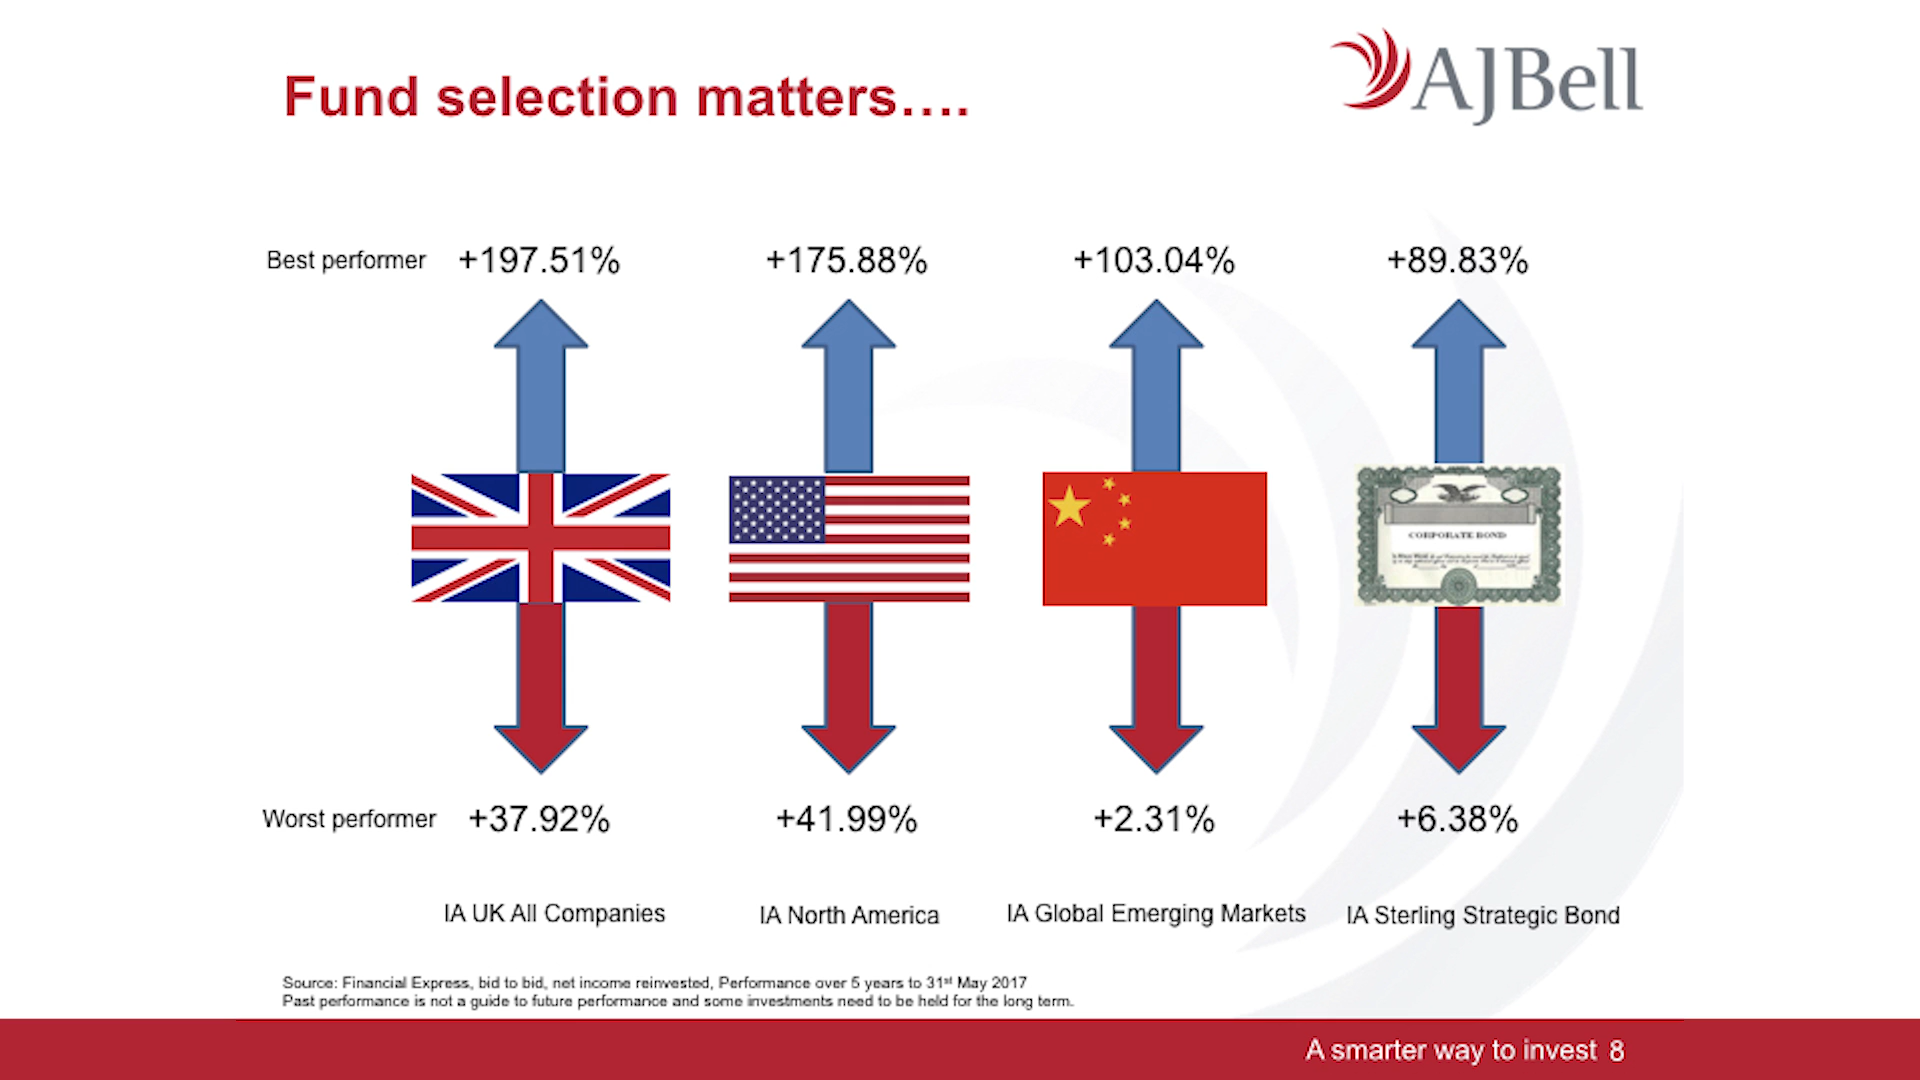 Fund selection matters....
AJBell
Best performer +197.51% +175.88% +103.04% +89.83%
CORPORATE BOND
Worst performer +37.92% +41.99% +2.31% +6.38%
IA UK All Companies IA North America IA Global Emerging Markets IA Sterling Strategic Bond
Source: Financial Express, bid to bid, net income reinvested, Performance over 5 years to 31st May 2017
Past performance is not a guide to future performance and some investments need to be held for the long term.
A smarter way to invest 8